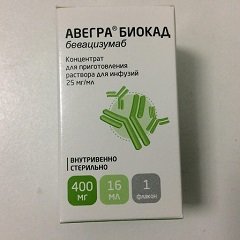 АВЕГРА® БИОКАД
бевацизумаб
Концентрат
для приготовления
раствора для инфузий
25 мг/мл
ВНУТРИВЕННО
СТЕРИЛЬНО
400 мг
16 мл
1 флакон